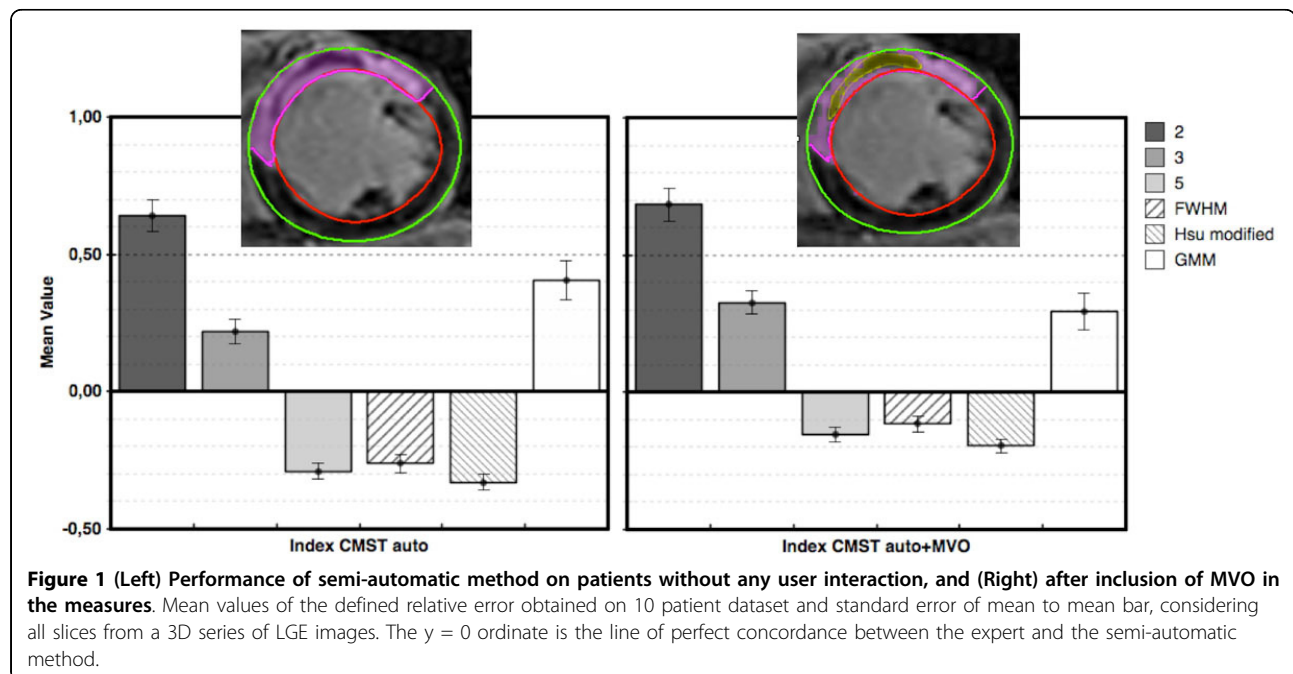 1,00
0,50
0,00
-0,50
Mean Value
Index CMST auto
Index CMST auto+MVO
2
3
5
FWHM
Hsu modified
GMM
Figure 1 (Left) Performance of semi-automatic method on patients without any user interaction, and (Right) after inclusion of MVO in
the measures. Mean values of the defined relative error obtained on 10 patient dataset and standard error of mean to mean bar, considering
all slices from a 3D series of LGE images. The y = 0 ordinate is the line of perfect concordance between the expert and the semi-automatic
method.